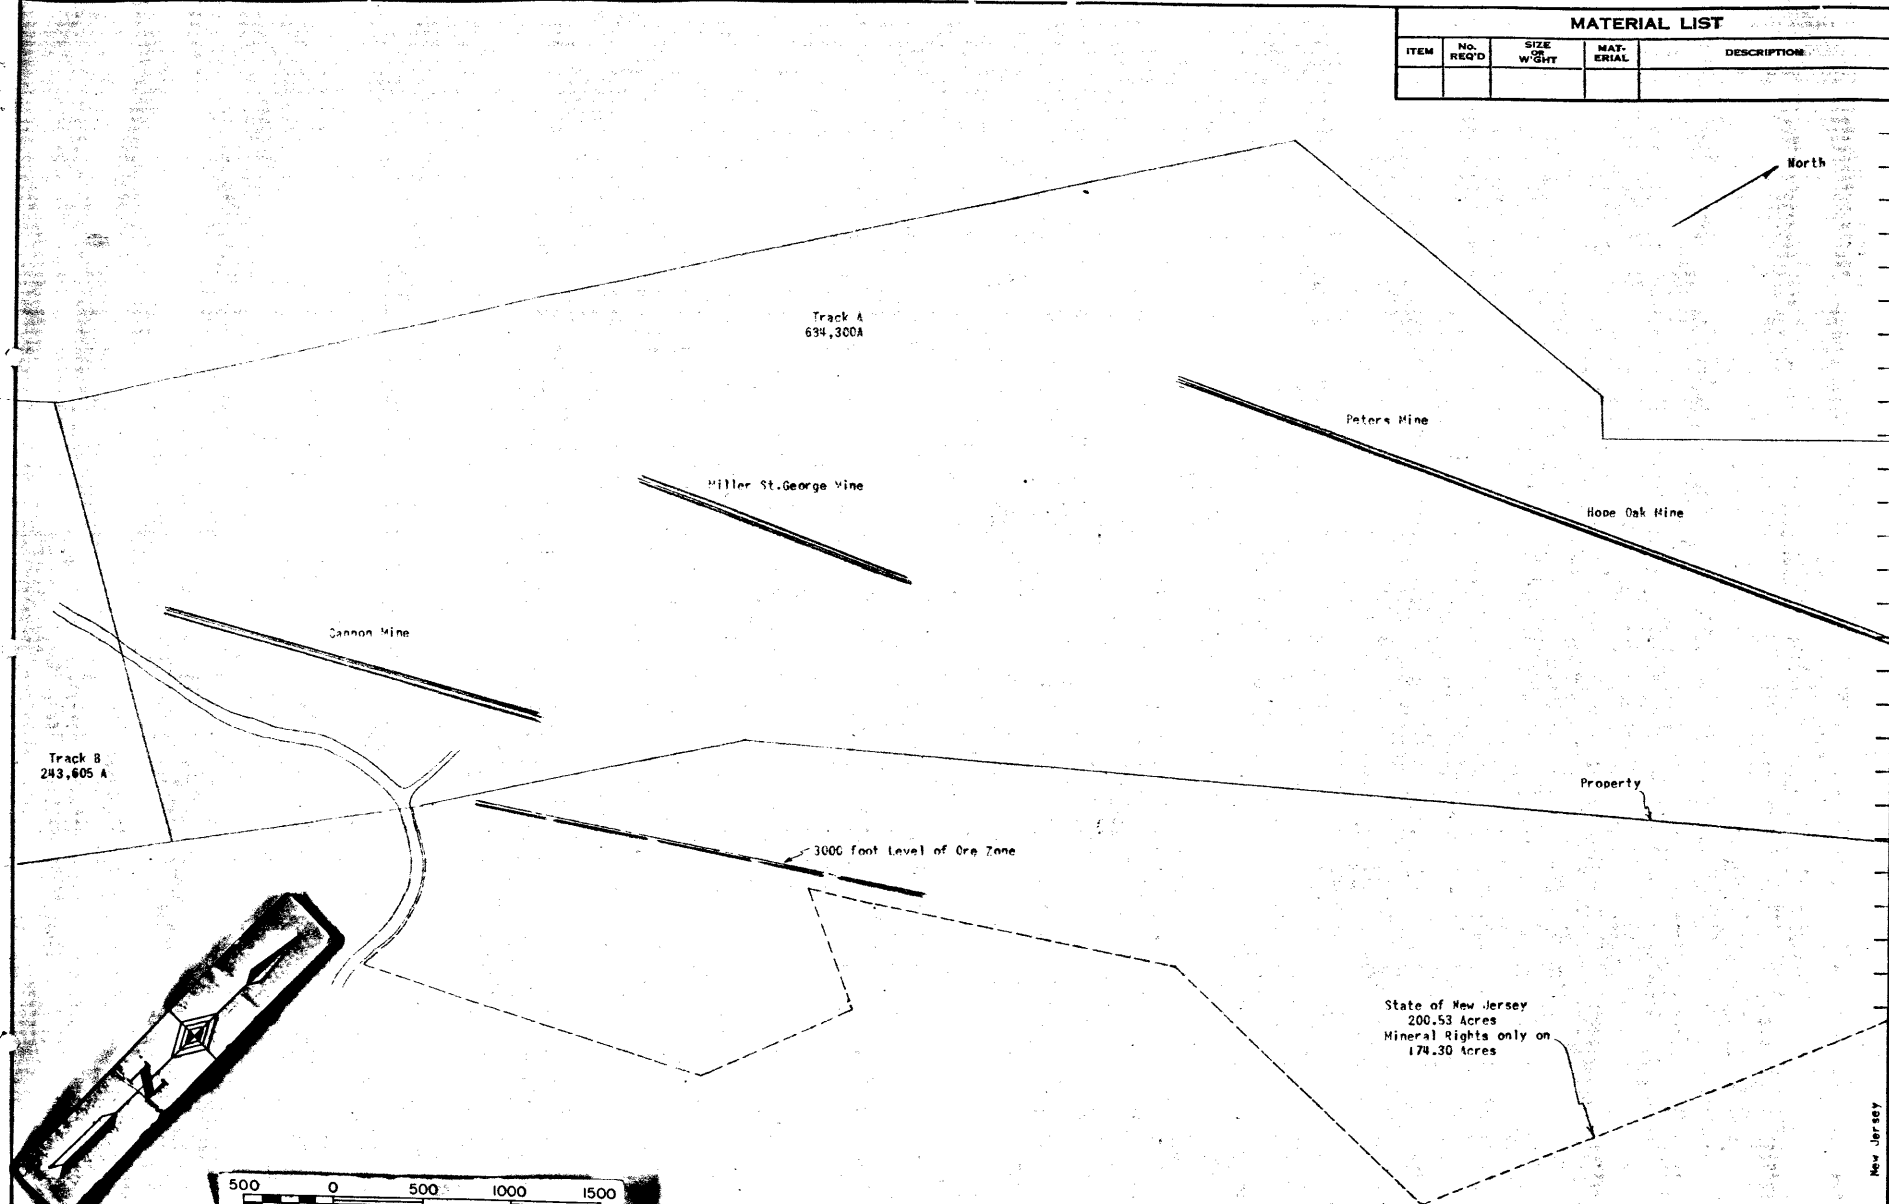 MATERIAL LIST
ITEM No. REQ'D SIZE OR W'GHT MAT-ERIAL DESCRIPTION
North
Track A
634,300A
Peters Mine
Miller St.George Mine
Hope Oak Mine
Cannon Mine
Track B
243,605 A
Property
3000 foot Level of Ore Zone
State of New Jersey
200.53 Acres
Mineral Rights only on
174.30 Acres
New Jersey
N
500 0 500 1000 1500